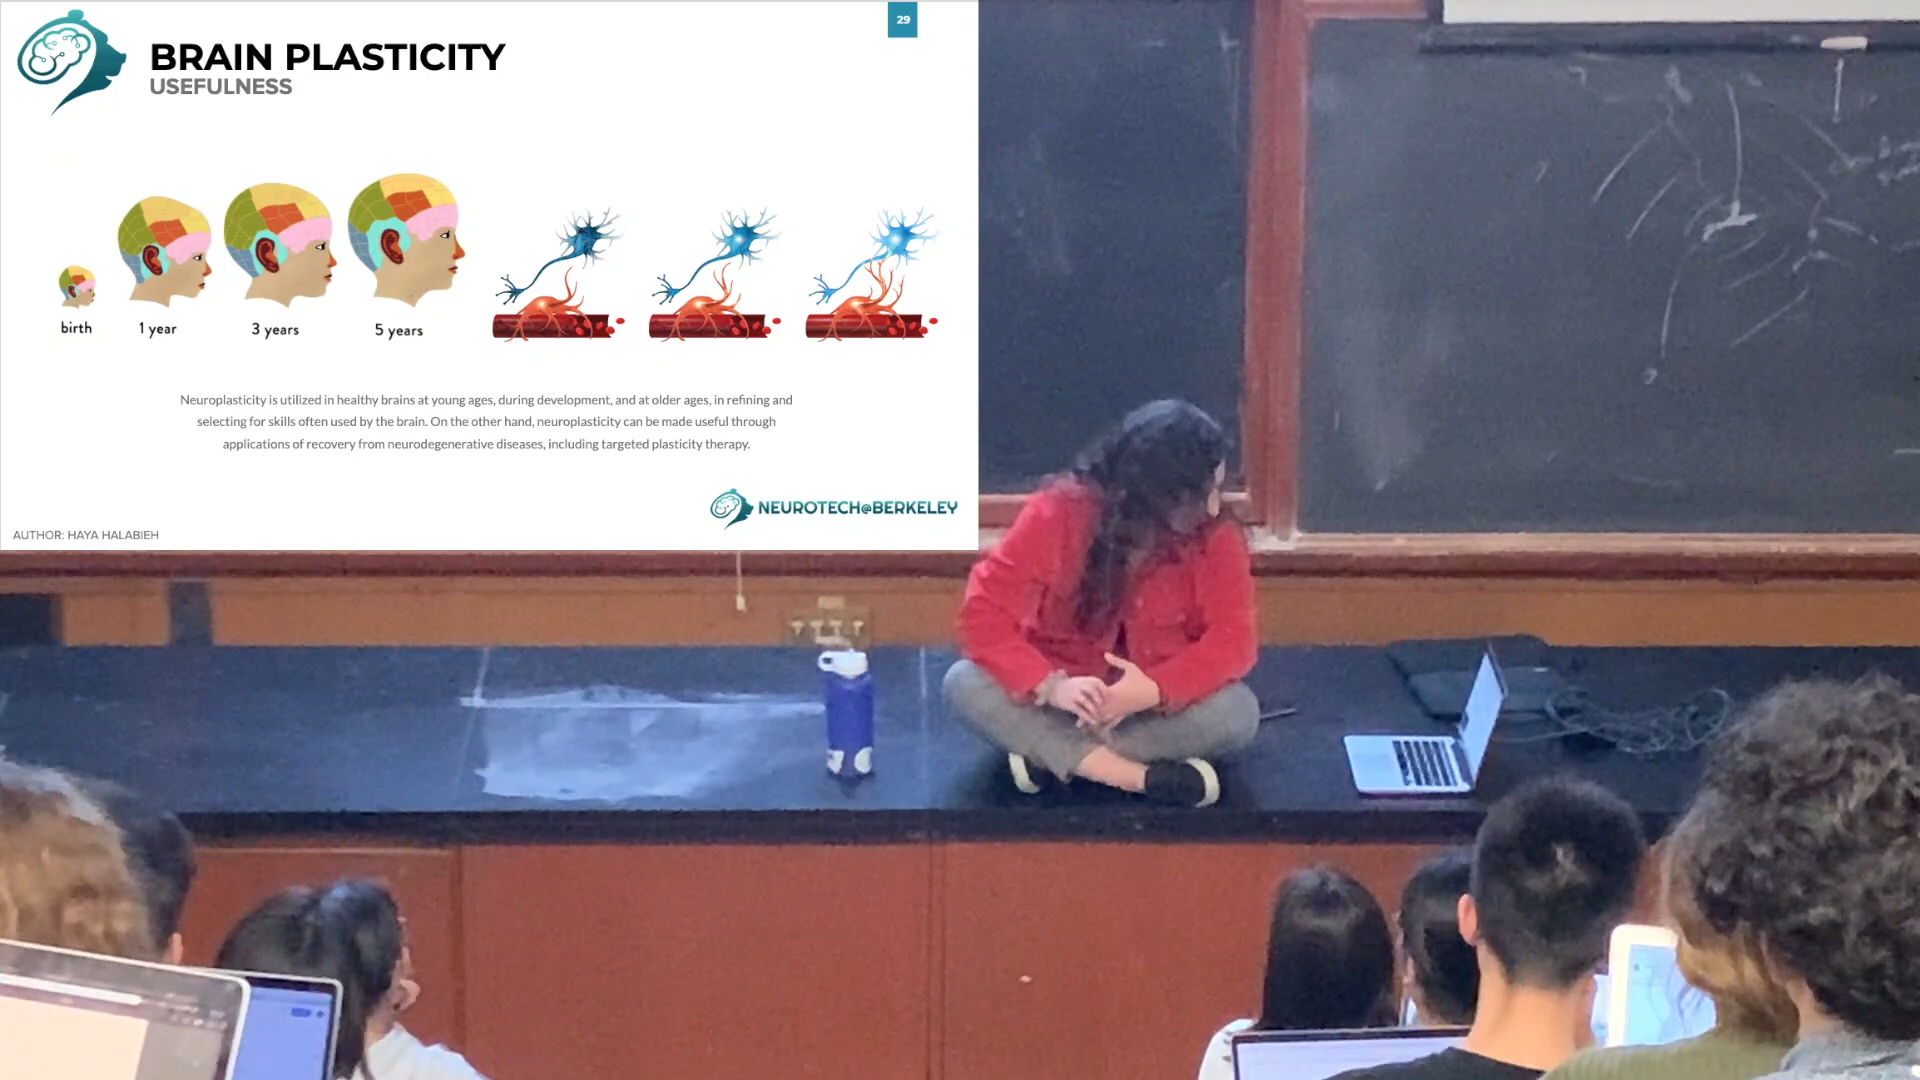 29
BRAIN PLASTICITY
USEFULNESS
birth
1 year
3 years
5 years
Neuroplasticity is utilized in healthy brains at young ages, during development, and at older ages, in refining and
selecting for skills often used by the brain. On the other hand, neuroplasticity can be made useful through
applications of recovery from neurodegenerative diseases, including targeted plasticity therapy.
NEUROTECH@BERKELEY
AUTHOR: HAYA HALABIEH